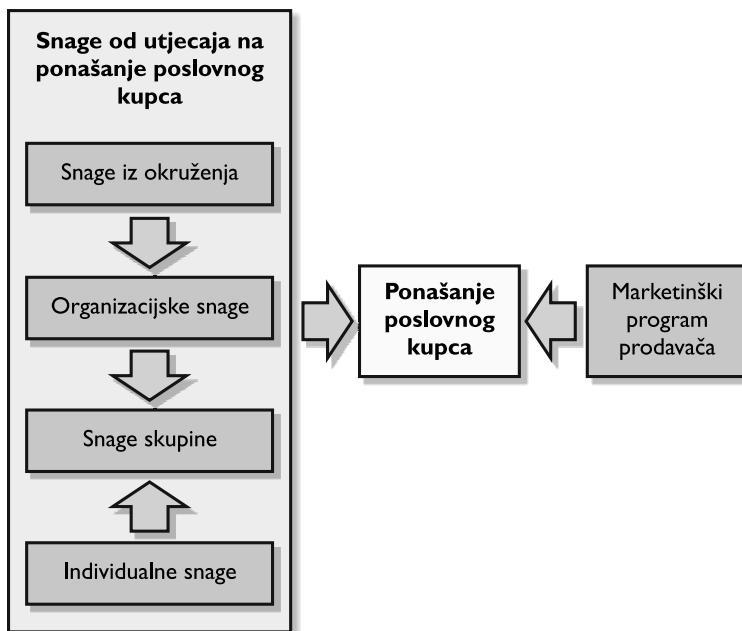 Snage od utjecaja na
ponašanje poslovnog
kupca
Snage iz okruženja
Organizacijske snage
Snage skupine
Individualne snage
Ponašanje
poslovnog
kupca
Marketinški
program
prodavača